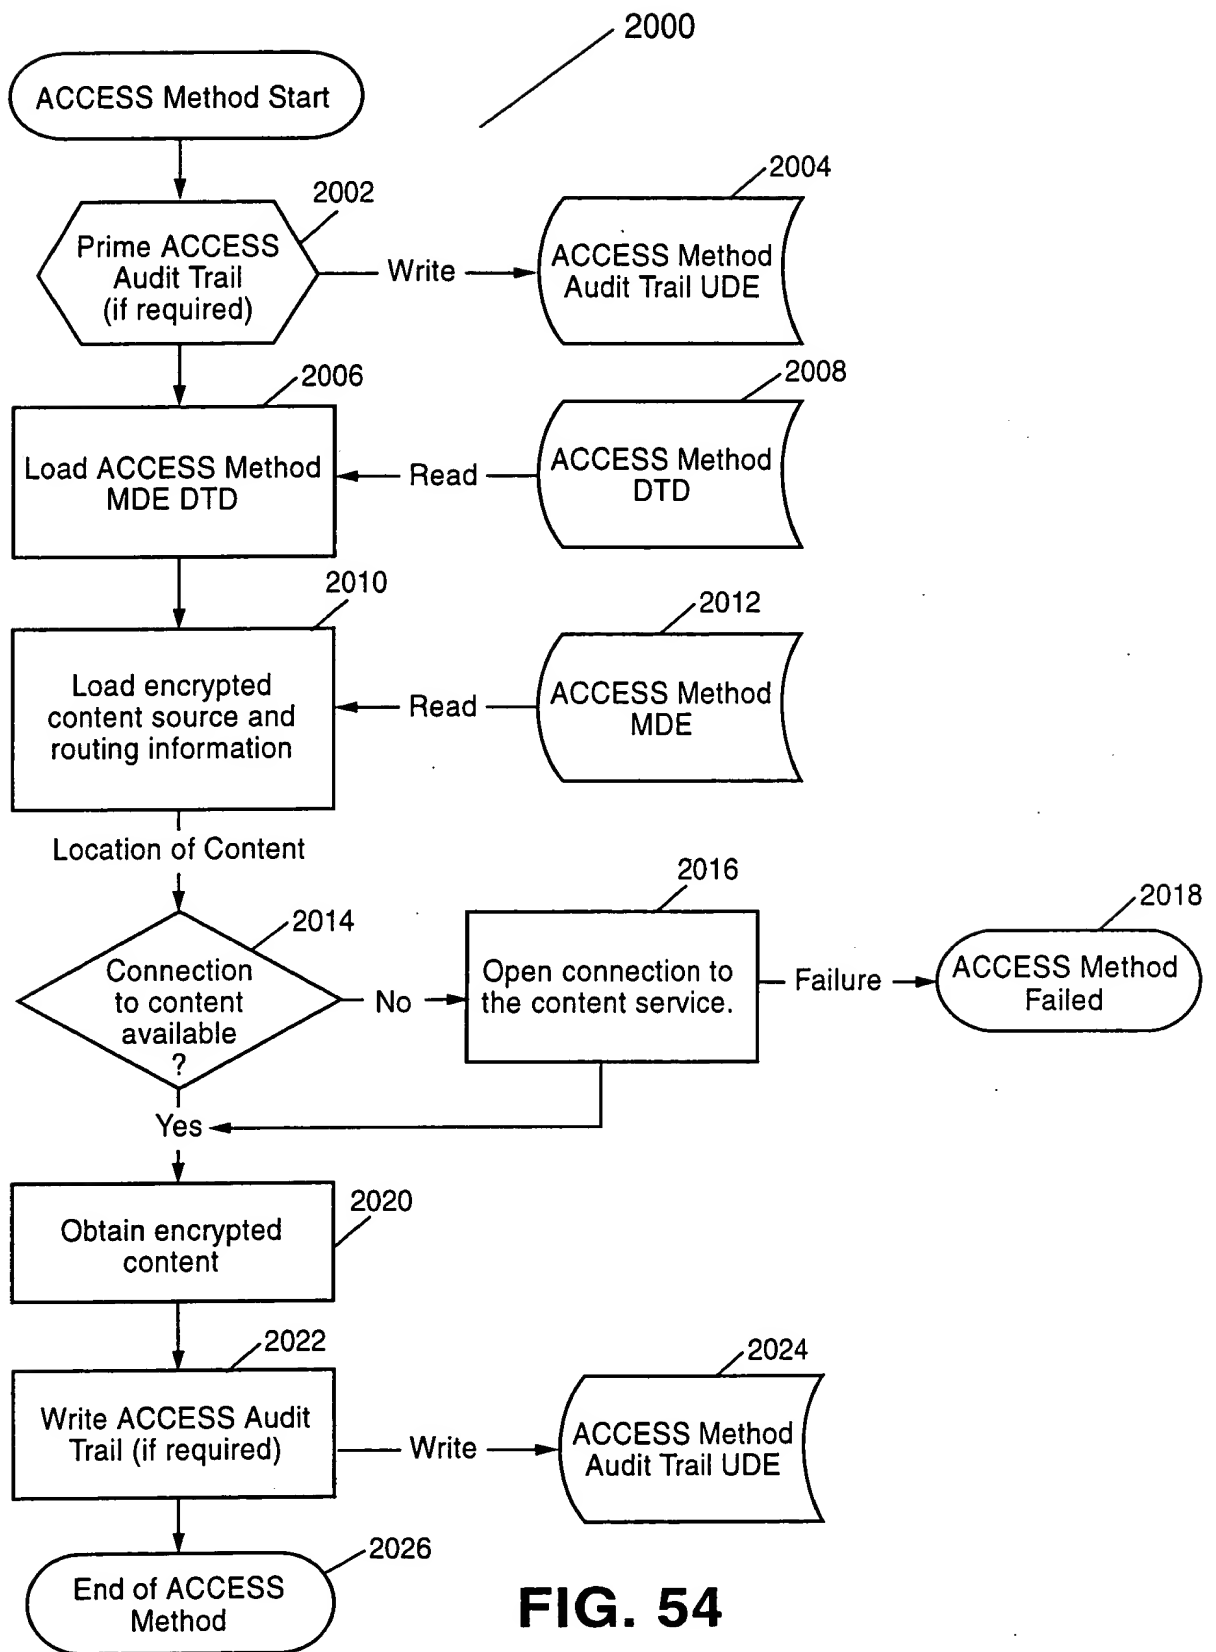 2000
ACCESS Method Start
2002
Prime ACCESS
Audit Trail
(if required)
Write
2004
ACCESS Method
Audit Trail UDE
2006
Load ACCESS Method
MDE DTD
Read
2008
ACCESS Method
DTD
2010
Load encrypted
content source and
routing information
Read
2012
ACCESS Method
MDE
Location of Content
2014
Connection
to content
available
?
No
2016
Open connection to
the content service.
Failure
2018
ACCESS Method
Failed
Yes
2020
Obtain encrypted
content
2022
Write ACCESS Audit
Trail (if required)
Write
2024
ACCESS Method
Audit Trail UDE
2026
End of ACCESS
Method
FIG. 54